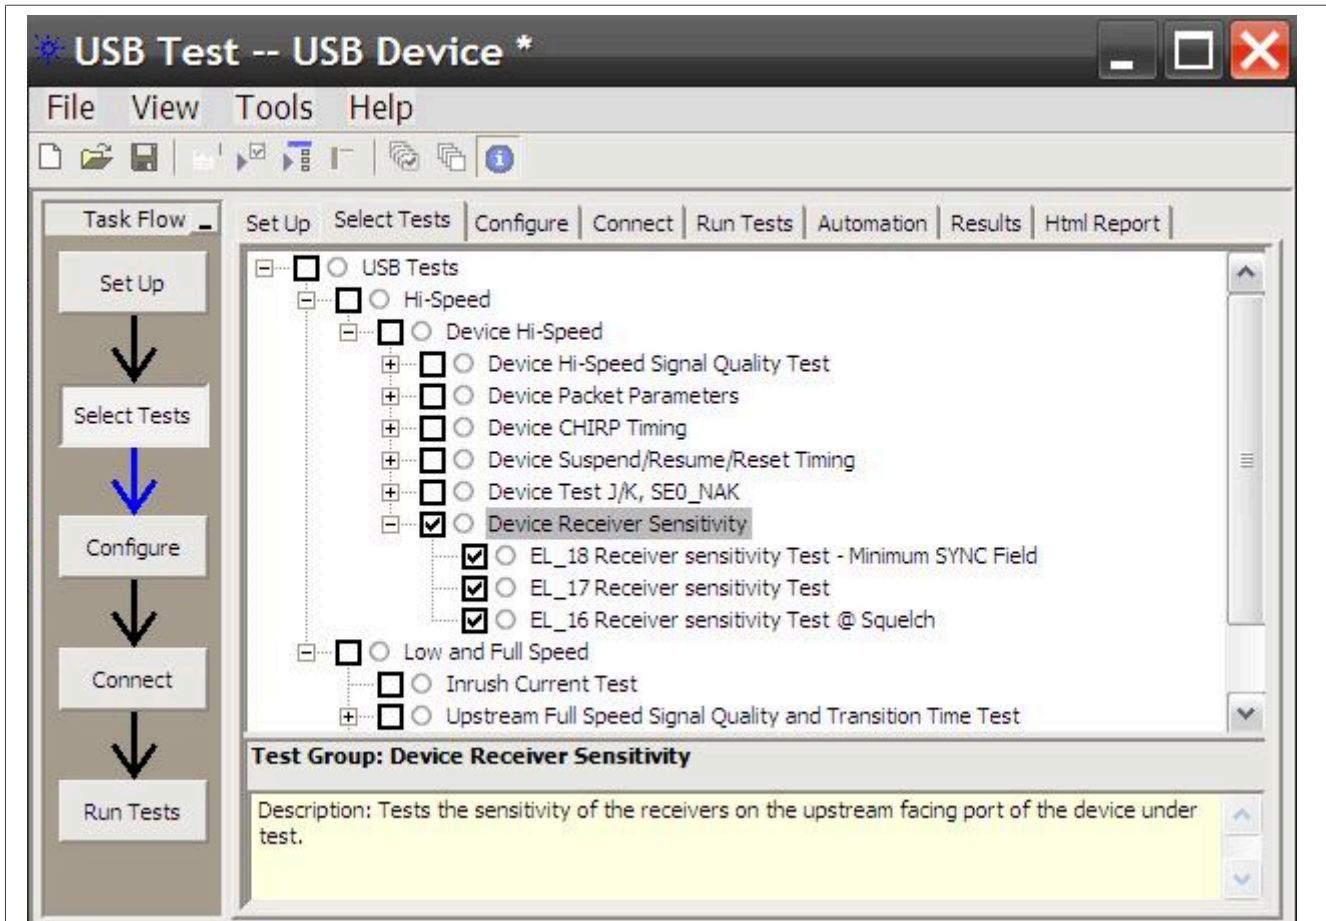 USB Test -- USB Device *
File View Tools Help
Task Flow
Set Up Select Tests Configure Connect Run Tests Automation Results Html Report
Set Up
Select Tests
Configure
Connect
Run Tests
USB Tests
Hi-Speed
Device Hi-Speed
Device Hi-Speed Signal Quality Test
Device Packet Parameters
Device CHIRP Timing
Device Suspend/Resume/Reset Timing
Device Test J/K, SE0_NAK
Device Receiver Sensitivity
EL_18 Receiver sensitivity Test - Minimum SYNC Field
EL_17 Receiver sensitivity Test
EL_16 Receiver sensitivity Test @ Squelch
Low and Full Speed
Inrush Current Test
Upstream Full Speed Signal Quality and Transition Time Test
Test Group: Device Receiver Sensitivity
Description: Tests the sensitivity of the receivers on the upstream facing port of the device under
test.